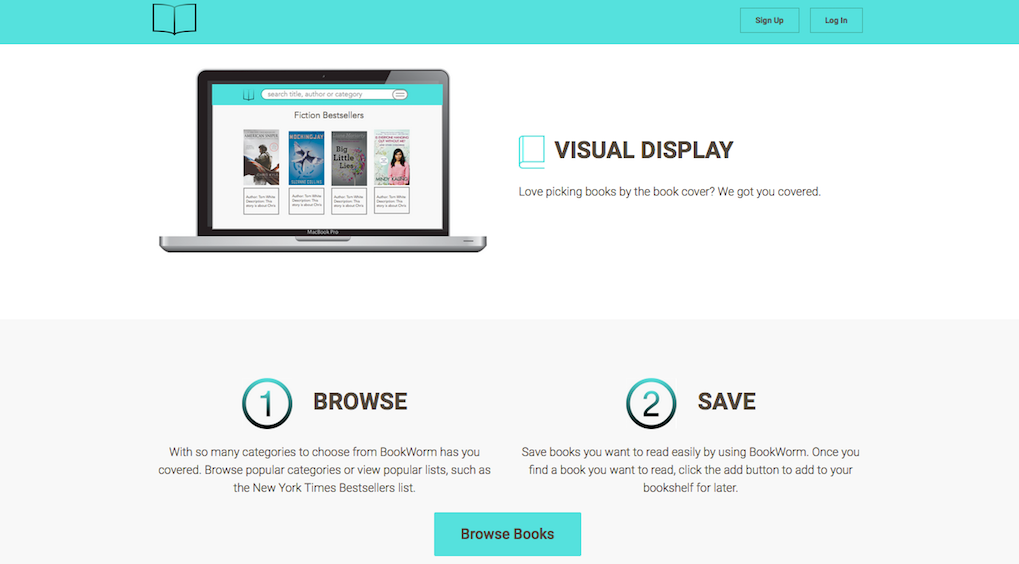 Sign Up
Log In
search title, author or category
Fiction Bestsellers
AMERICAN SNIPER
MOCKINGJAY
SUZANNE COLLINS
Big
Little
Lies
IS EVERYONE HANGING
OUT WITHOUT ME?
MINDY KALING
Author: Tom White
Description: This
story is about Chris
Author: Tom White
Description: This
story is about Chris
Author: Tom White
Description: This
story is about Chris
Author: Tom White
Description: This
story is about Chris
MacBook Pro
VISUAL DISPLAY
Love picking books by the book cover? We got you covered.
1 BROWSE
With so many categories to choose from BookWorm has you
covered. Browse popular categories or view popular lists, such as
the New York Times Bestsellers list.
2 SAVE
Save books you want to read easily by using BookWorm. Once you
find a book you want to read, click the add button to add to your
bookshelf for later.
Browse Books